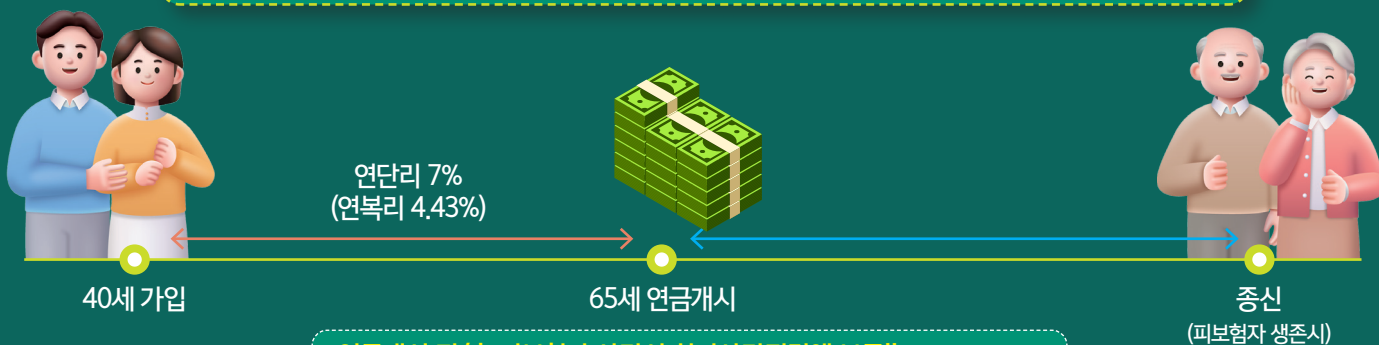 연단리 7%
(연복리 4.43%)
40세 가입
65세 연금개시
종신
(피보험자 생존시)